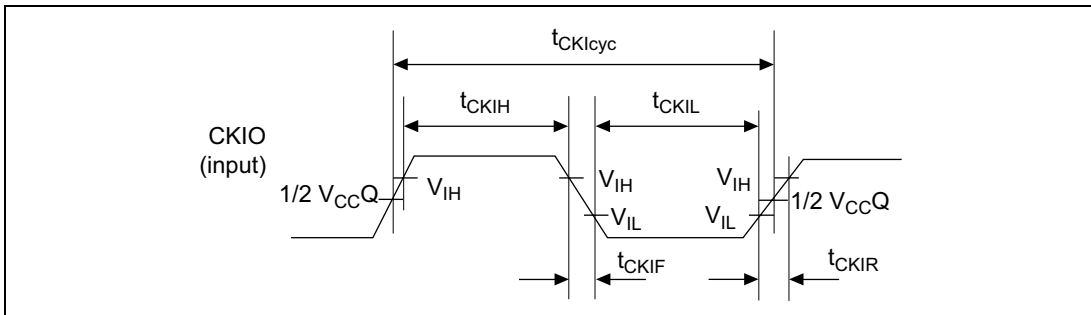 tCKIcyc
tCKIH
tCKIL
CKIO
(input)
VIH
VIH
VIH
1/2 VCCQ
1/2 VCCQ
VIL
VIL
tCKIF
tCKIR